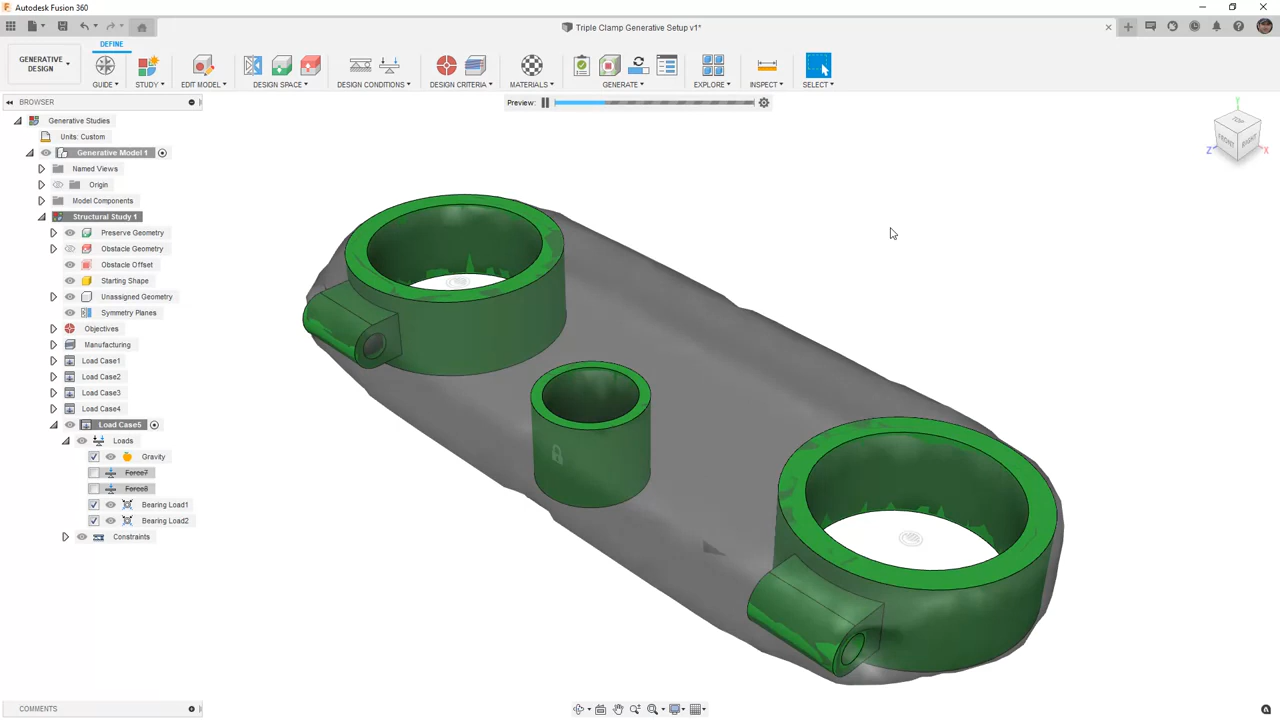 Autodesk Fusion 360
Triple Clamp Generative Setup v1*
DEFINE
GENERATIVE
DESIGN
GUIDE
STUDY
EDIT MODEL
DESIGN SPACE
DESIGN CONDITIONS
DESIGN CRITERIA
MATERIALS
GENERATE
EXPLORE
INSPECT
SELECT
BROWSER
Preview:
Generative Studies
Units: Custom
Generative Model 1
Named Views
Origin
Model Components
Structural Study 1
Preserve Geometry
Obstacle Geometry
Obstacle Offset
Starting Shape
Unassigned Geometry
Symmetry Planes
Objectives
Manufacturing
Load Case1
Load Case2
Load Case3
Load Case4
Load Case5
Loads
Gravity
Force7
Force8
Bearing Load1
Bearing Load2
Constraints
Y
TOP
FRONT
RIGHT
Z
X
COMMENTS